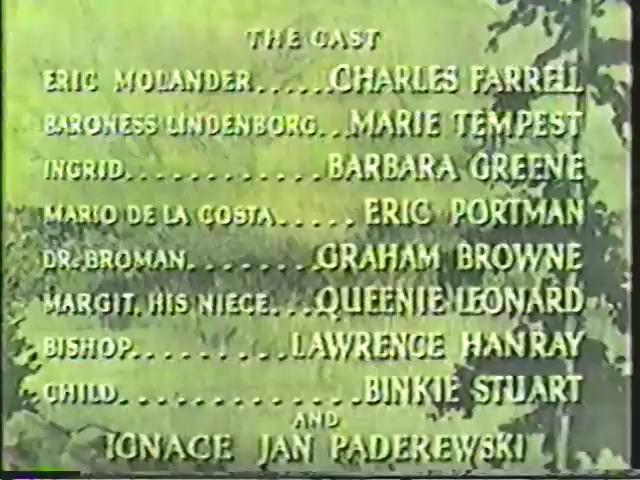 THE CAST
ERIC MOLANDER......CHARLES FARRELL
BARONESS LINDENBORG...MARIE TEMPEST
INGRID.............BARBARA GREENE
MARIO DE LA COSTA.....ERIC PORTMAN
DR. BROMAN........GRAHAM BROWNE
MARGIT, HIS NIECE...QUEENIE LEONARD
BISHOP..........LAWRENCE HANRAY
CHILD..............BINKIE STUART
AND
IGNACE JAN PADEREWSKI